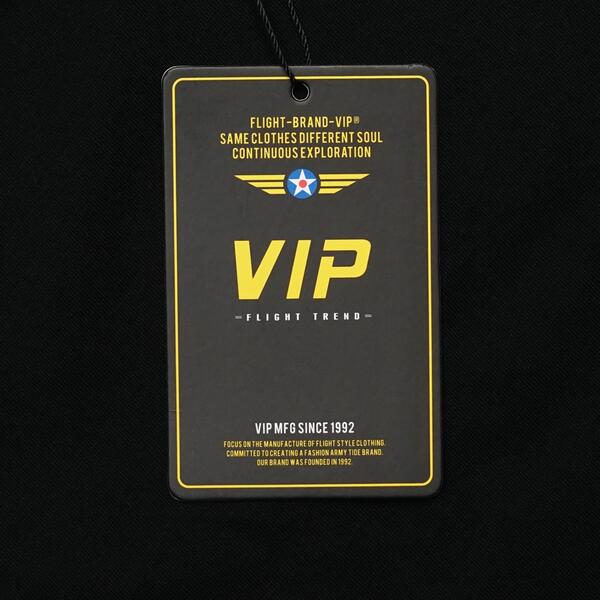 FLIGHT-BRAND-VIP®
SAME CLOTHES DIFFERENT SOUL
CONTINUOUS EXPLORATION
VIP
-FLIGHT TREND-
VIP MFG SINCE 1992
FOCUS ON THE MANUFACTURE OF FLIGHT STYLE CLOTHING.
COMMITTED TO CREATING A FASHION ARMY TIDE BRAND.
OUR BRAND WAS FOUNDED IN 1992.